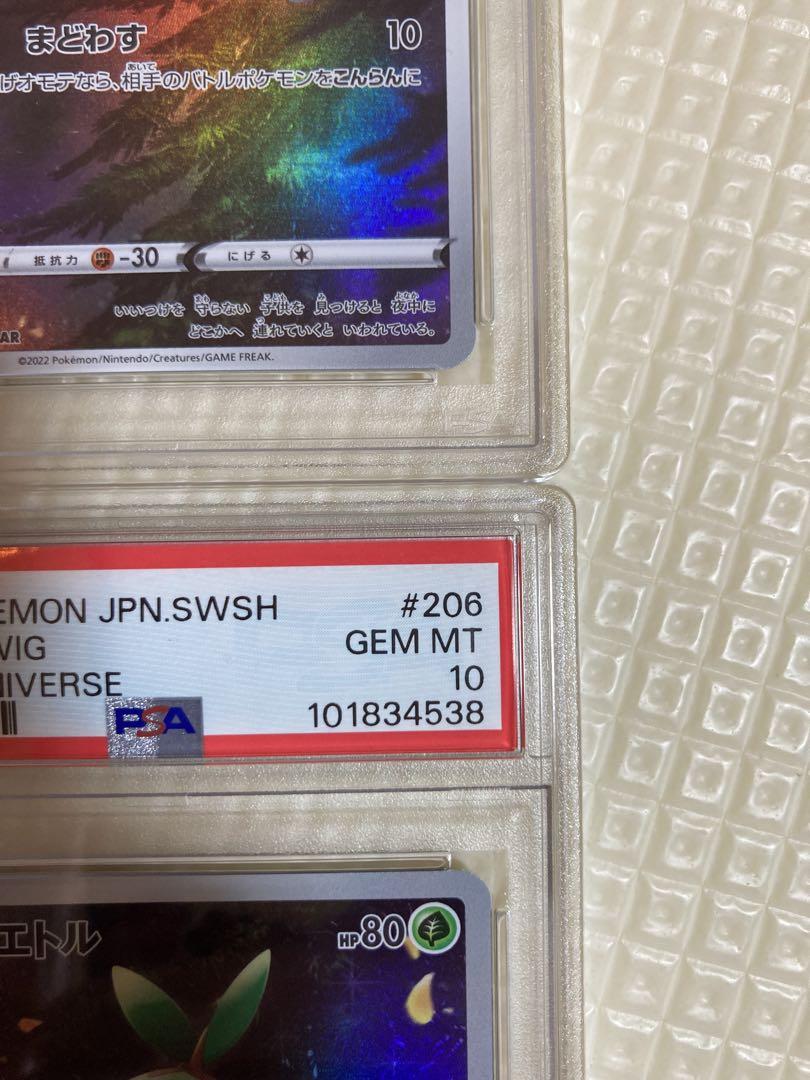 まどわす 10
げオモテなら、相手のバトルポケモンをこんらんに
抵抗力 -30 にげる
いいつけを 守らない 子供を 見つけると 夜中に
どこかへ 連れていくと いわれている。
AR
©2022 Pokémon/Nintendo/Creatures/GAME FREAK.
EMON JPN.SWSH #206
WIG GEM MT
NIVERSE 10
PSA 101834538
エトル HP80